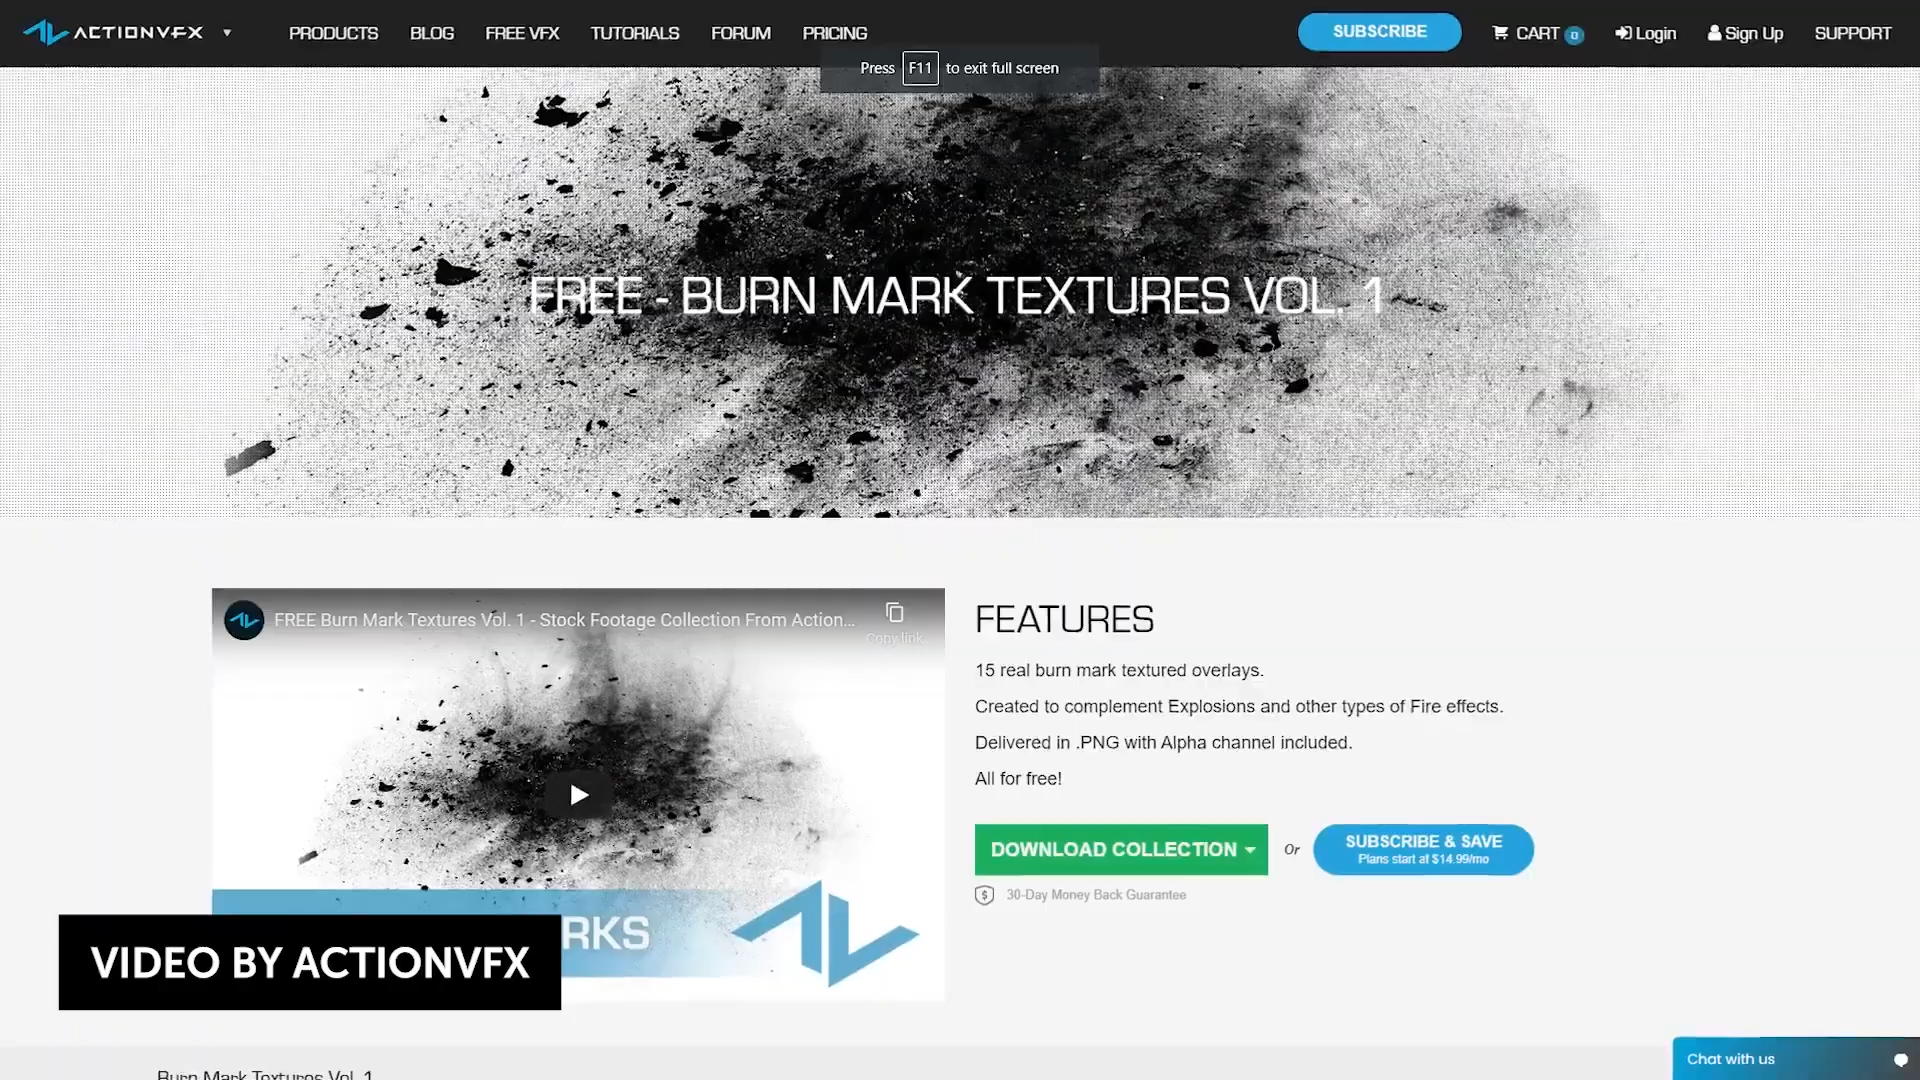 ACTIONVFX
PRODUCTS
BLOG
FREE VFX
TUTORIALS
FORUM
PRICING
SUBSCRIBE
CART 0
Login
Sign Up
SUPPORT
Press F11 to exit full screen
FREE - BURN MARK TEXTURES VOL. 1
FREE Burn Mark Textures Vol. 1 - Stock Footage Collection From Action...
Copy link
RKS
VIDEO BY ACTIONVFX
FEATURES
15 real burn mark textured overlays.
Created to complement Explosions and other types of Fire effects.
Delivered in .PNG with Alpha channel included.
All for free!
DOWNLOAD COLLECTION
Or
SUBSCRIBE & SAVE
Plans start at $14.99/mo
30-Day Money Back Guarantee
Burn Mark Textures Vol. 1
Chat with us